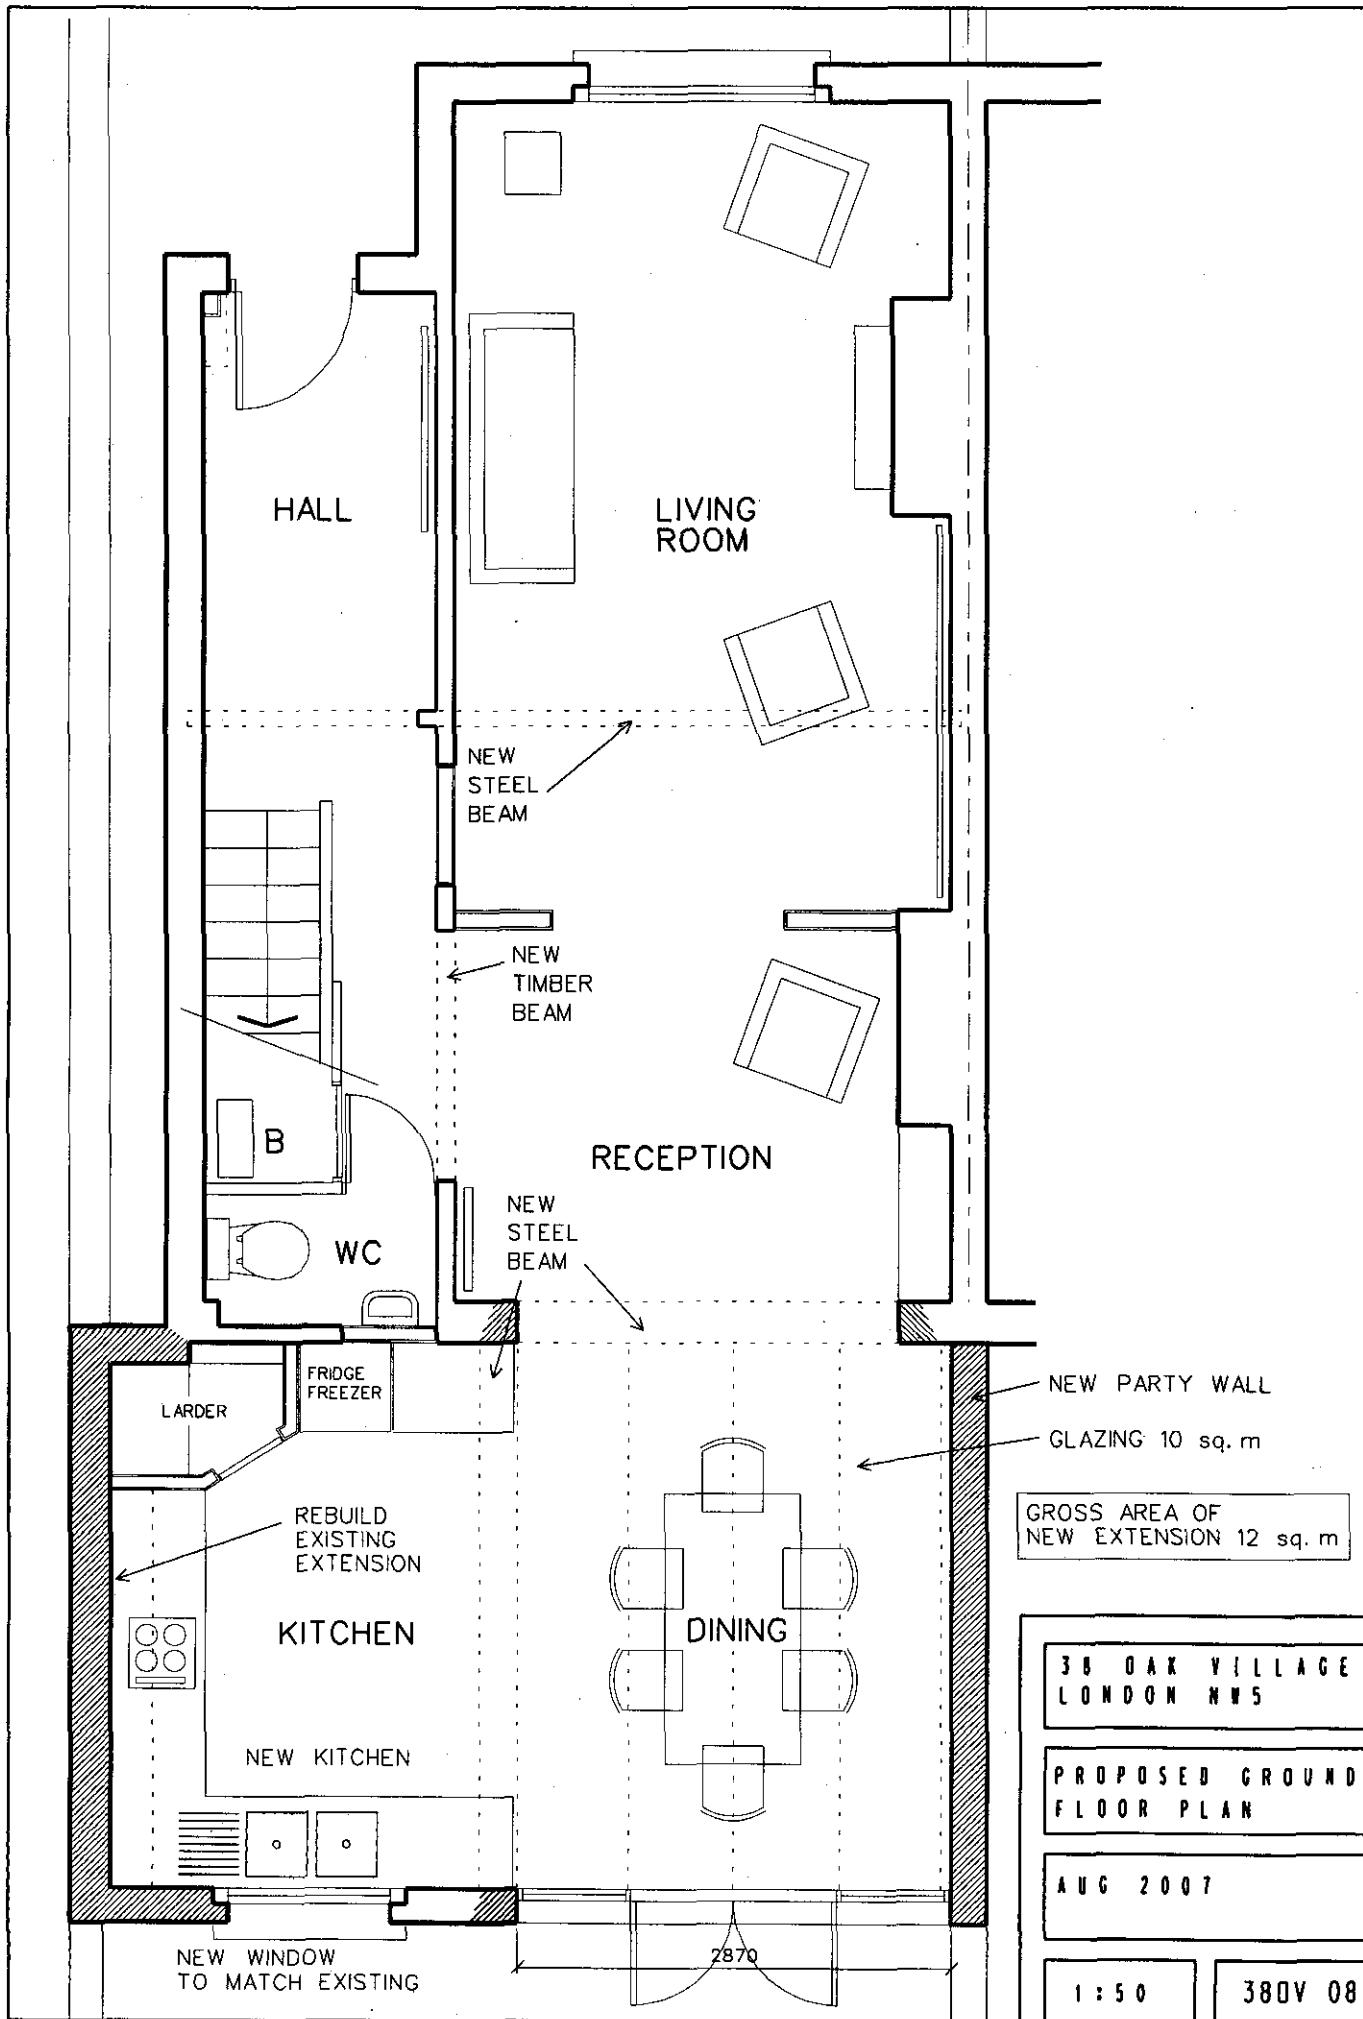 HALL
LIVING
ROOM
NEW
STEEL
BEAM
NEW
TIMBER
BEAM
B
RECEPTION
NEW
STEEL
BEAM
WC
FRIDGE
FREEZER
LARDER
NEW PARTY WALL
GLAZING 10 sq. m
GROSS AREA OF
NEW EXTENSION 12 sq. m
REBUILD
EXISTING
EXTENSION
KITCHEN
DINING
NEW KITCHEN
38 OAK VILLAGE
LONDON NW5
PROPOSED GROUND
FLOOR PLAN
AUG 2007
2870
NEW WINDOW
TO MATCH EXISTING
1:50
38OV 08